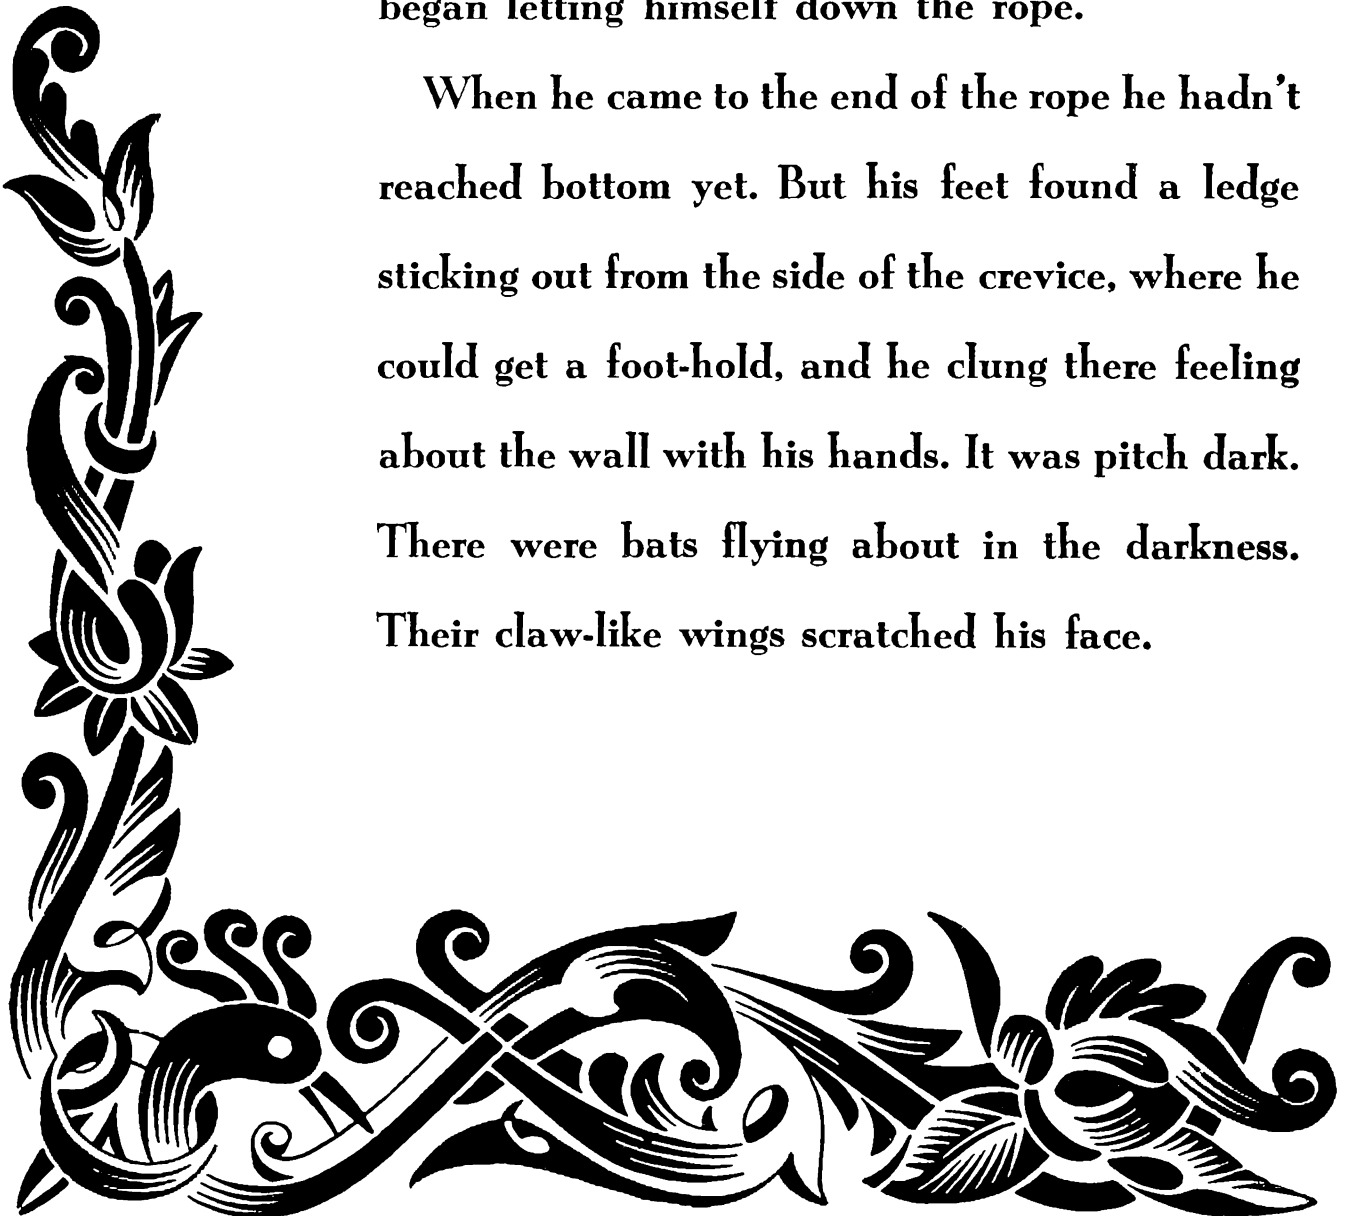 began letting himself down the rope.
When he came to the end of the rope he hadn't
reached bottom yet. But his feet found a ledge
sticking out from the side of the crevice, where he
could get a foot-hold, and he clung there feeling
about the wall with his hands. It was pitch dark.
There were bats flying about in the darkness.
Their claw-like wings scratched his face.